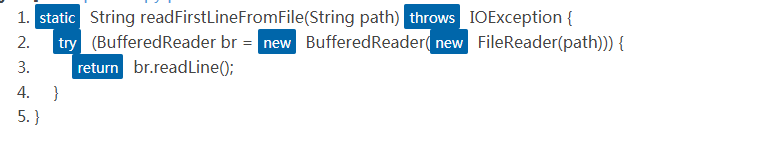 1. static String readFirstLineFromFile(String path) throws IOException {
2. try (BufferedReader br = new BufferedReader(new FileReader(path))) {
3. return br.readLine();
4. }
5. }